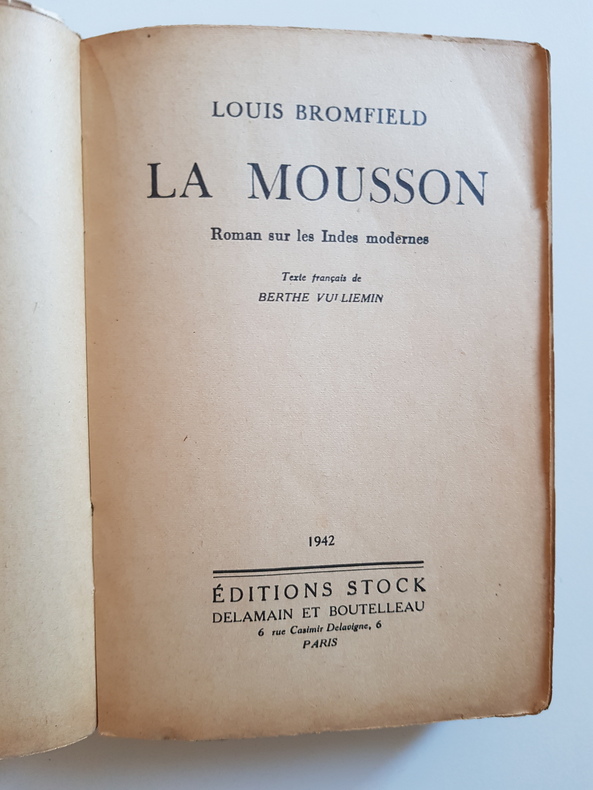 LOUIS BROMFIELD
LA MOUSSON
Roman sur les Indes modernes
Texte français de
BERTHE VULLIEMIN
1942
ÉDITIONS STOCK
DELAMAIN ET BOUTELLEAU
6 rue Casimir Delavigne, 6
PARIS